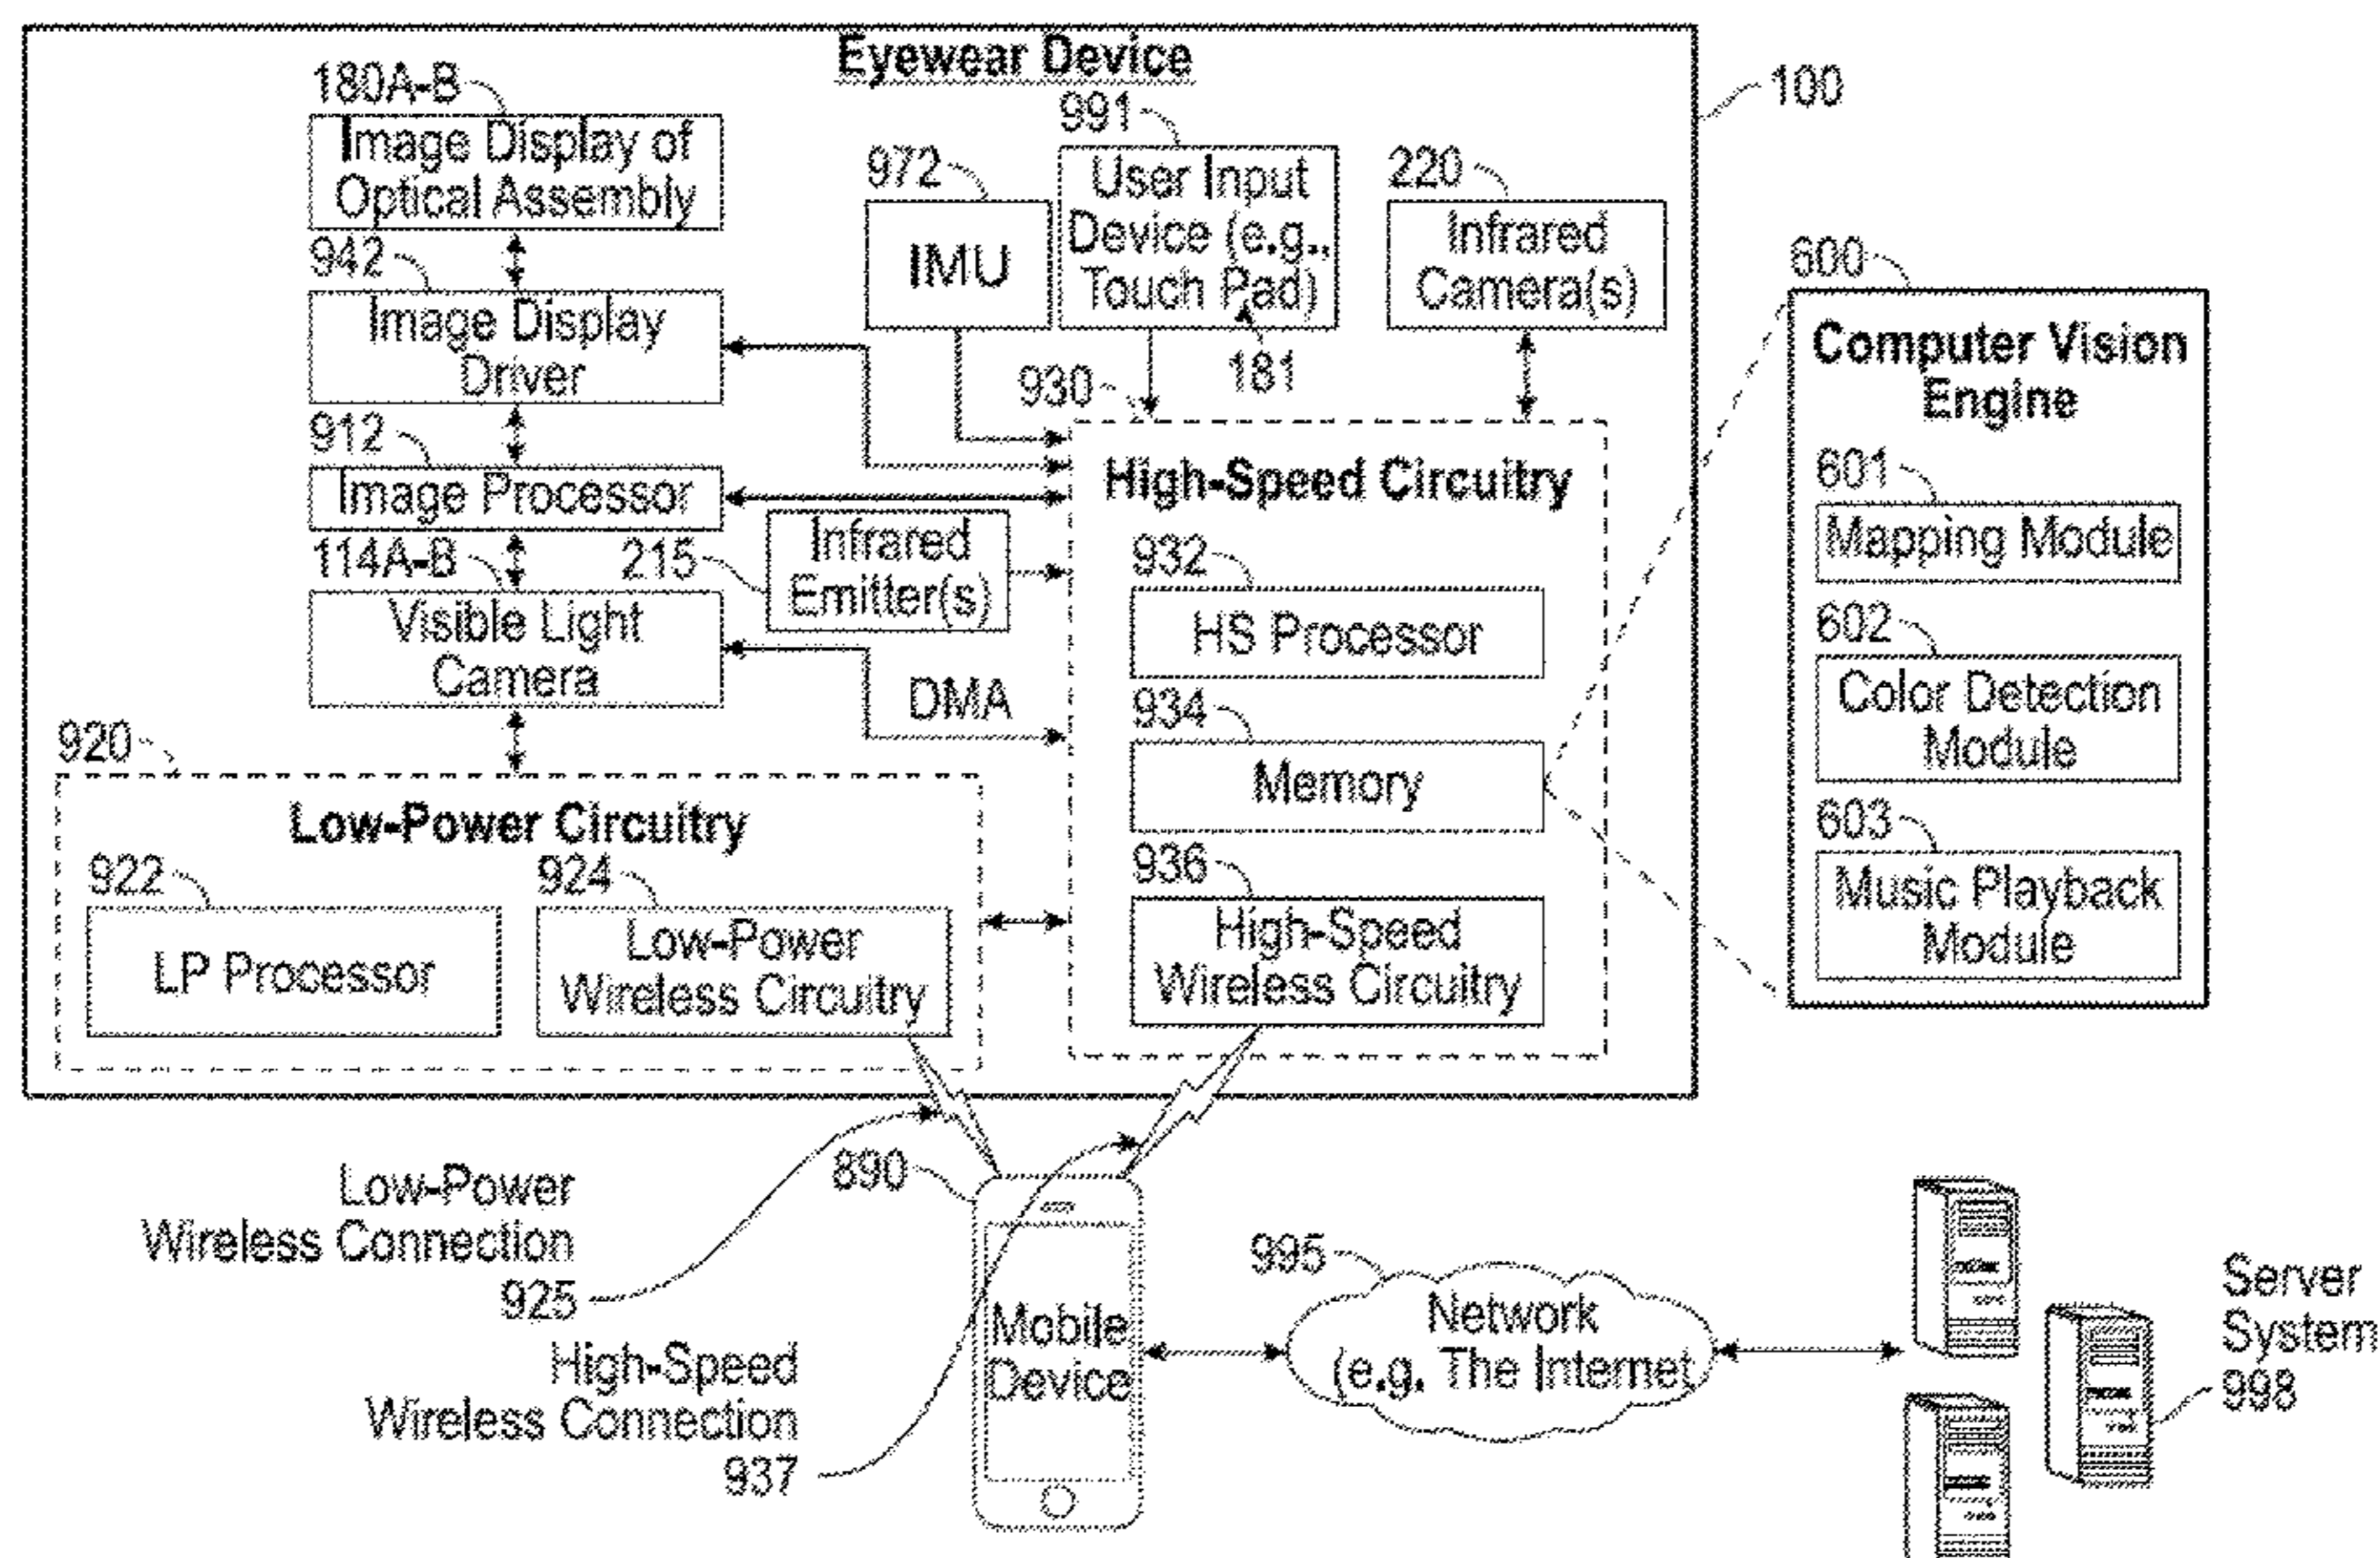 Eyewear Device
100
180A-B
Image Display of
Optical Assembly
942
Image Display
Driver
912
Image Processor
114A-B
Visible Light
Camera
972
IMU
991
User Input
Device (e.g.,
Touch Pad)
181
220
Infrared
Camera(s)
215
Infrared
Emitter(s)
DMA
930
High-Speed Circuitry
932
HS Processor
934
Memory
936
High-Speed
Wireless Circuitry
920
Low-Power Circuitry
922
LP Processor
924
Low-Power
Wireless Circuitry
600
Computer Vision
Engine
601
Mapping Module
602
Color Detection
Module
603
Music Playback
Module
Low-Power
Wireless Connection
925
High-Speed
Wireless Connection
937
890
Mobile
Device
995
Network
(e.g. The Internet
Server
System
998